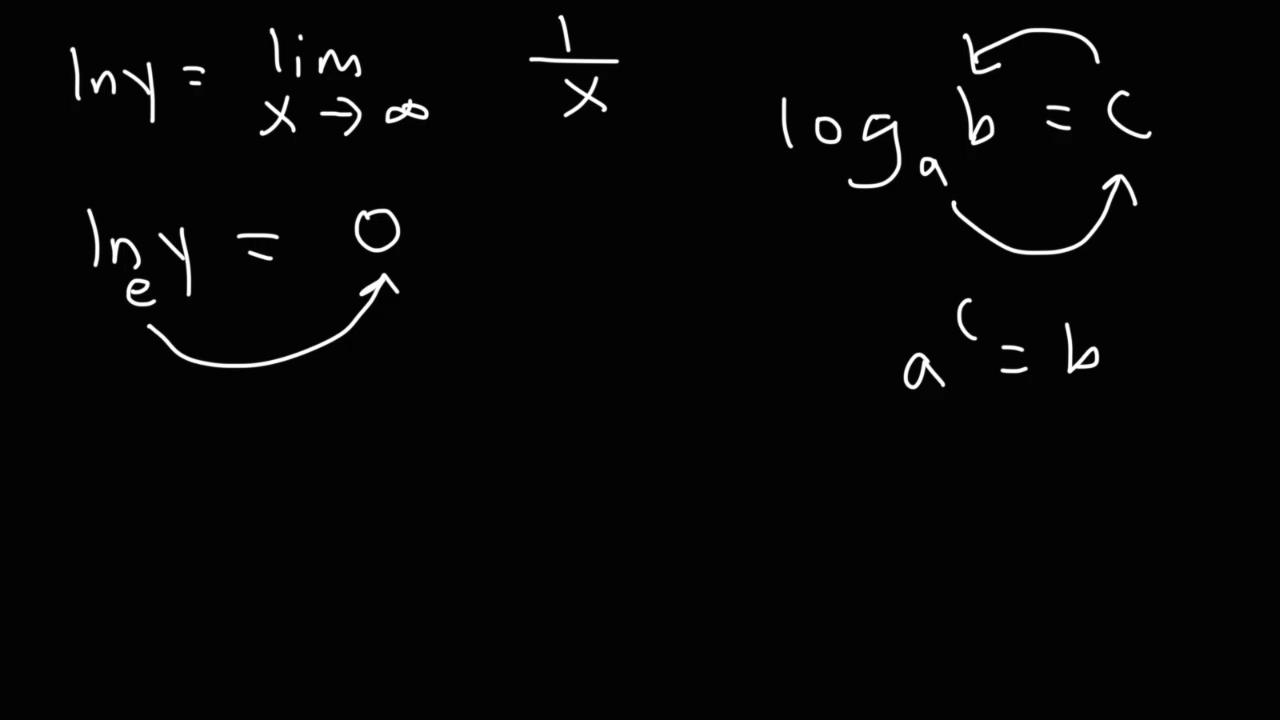 ln y = lim x → ∞ 1/x
ln_e y = 0
log_a b = c
a^c = b